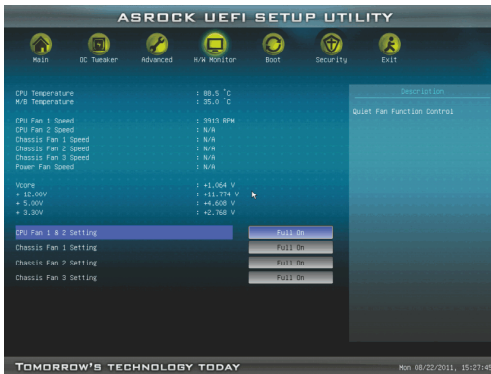 ASROCK UEFI SETUP UTILITY
Main OC Tweaker Advanced H/W Monitor Boot Security Exit
CPU Temperature : 88.5 °C
M/B Temperature : 35.0 °C
CPU Fan 1 Speed : 3913 RPM
CPU Fan 2 Speed : N/A
Chassis Fan 1 Speed : N/A
Chassis Fan 2 Speed : N/A
Chassis Fan 3 Speed : N/A
Power Fan Speed : N/A
Vcore : +1.064 V
+ 12.00V : +11.774 V
+ 5.00V : +4.608 V
+ 3.30V : +2.768 V
CPU Fan 1 & 2 Setting Full On
Chassis Fan 1 Setting Full On
Chassis Fan 2 Setting Full On
Chassis Fan 3 Setting Full On
Description
Quiet Fan Function Control
TOMORROW'S TECHNOLOGY TODAY
Mon 08/22/2011, 15:27:45